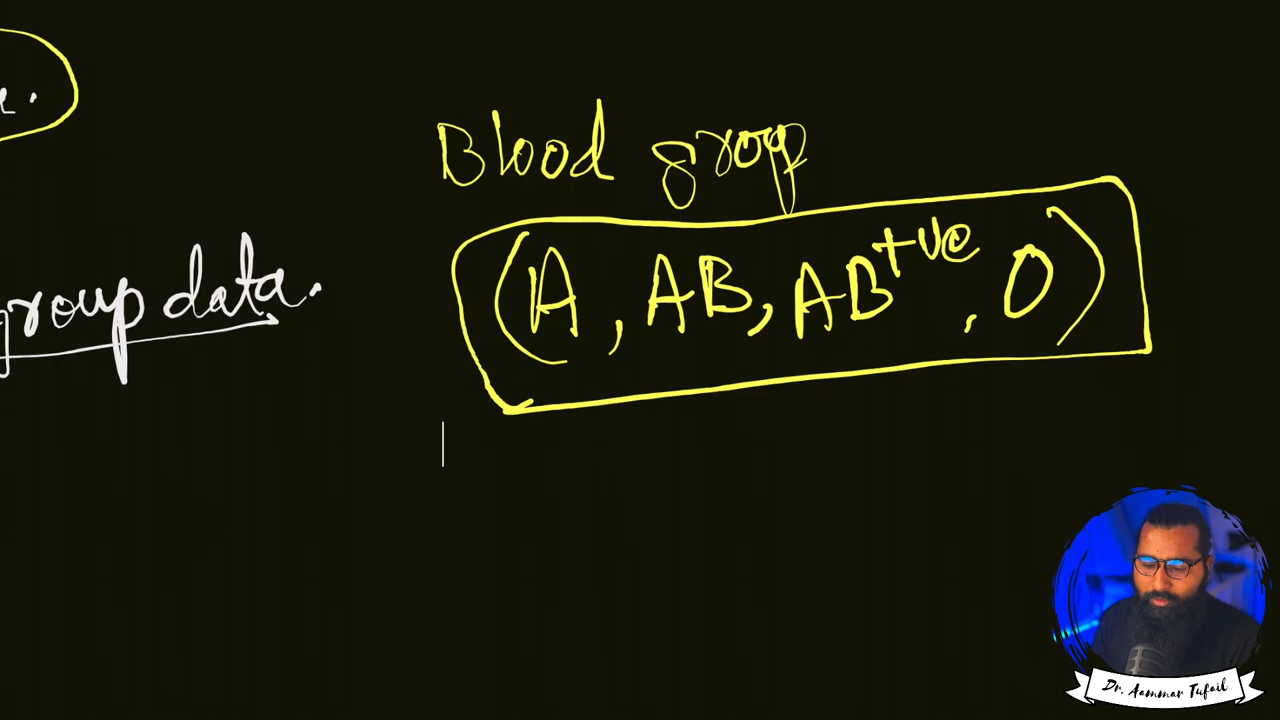 Blood group
(A, AB, AB+ve, O)
group data.
Dr. Aammar Tufail